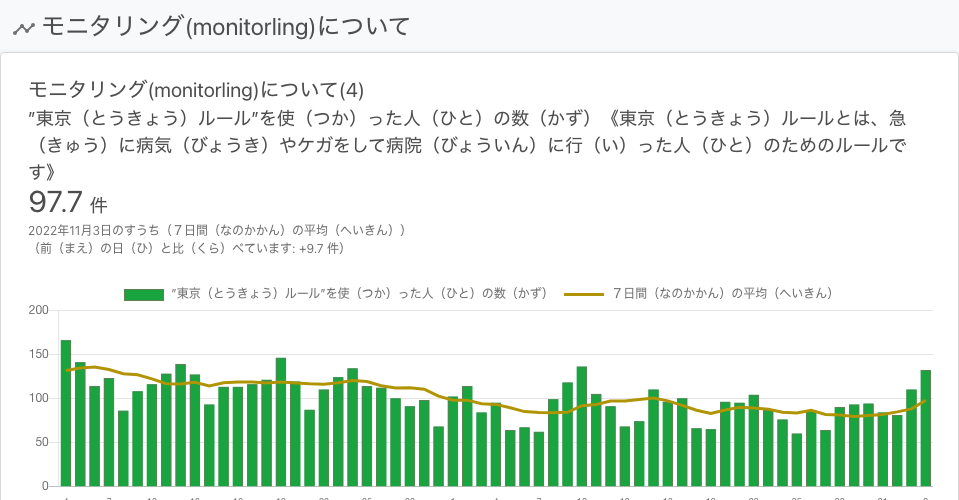 モニタリング(monitorling)について
モニタリング(monitorling)について(4)
”東京（とうきょう）ルール”を使（つか）った人（ひと）の数（かず）《東京（とうきょう）ルールとは、急
（きゅう）に病気（びょうき）やケガをして病院（びょういん）に行（い）った人（ひと）のためのルールで
す》
97.7 件
2022年11月3日のすうち（７日間（なのかかん）の平均（へいきん））
（前（まえ）の日（ひ）と比（くら）べています: +9.7 件）
”東京（とうきょう）ルール”を使（つか）った人（ひと）の数（かず） ７日間（なのかかん）の平均（へいきん）
200
150
100
50
0